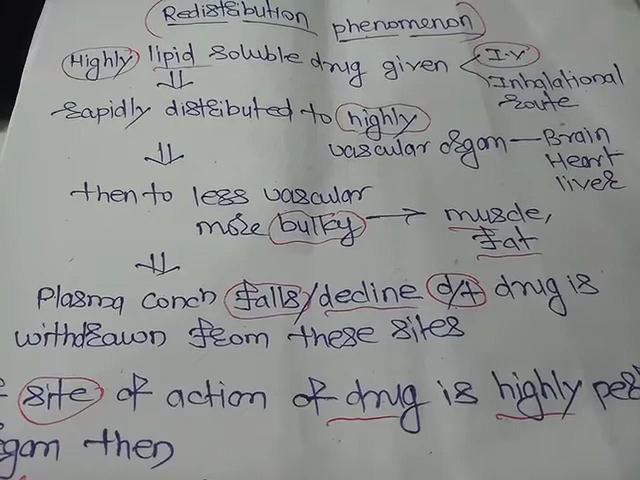 Redistribution phenomenon
Highly lipid soluble drug given < I.V
Inhalational
route
⇓
rapidly distributed to highly
vascular organ — Brain
Heart
liver
⇓
then to less vascular
more bulky → muscle,
fat
⇓
Plasma concn falls/decline d/t drug is
withdrawn from these sites
site of action of drug is highly
then